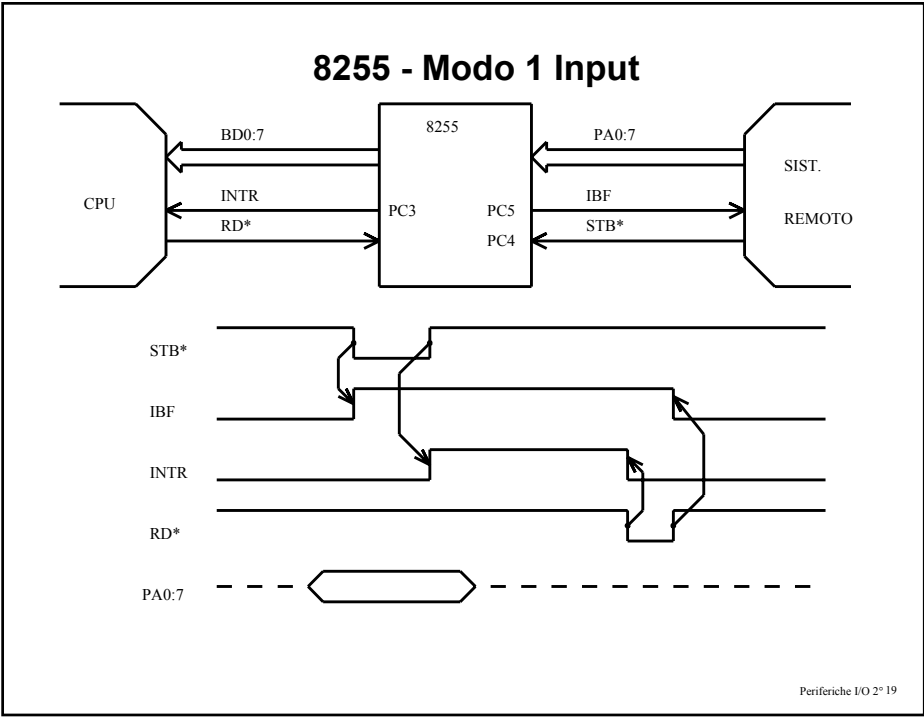 8255 - Modo 1 Input
8255
BD0:7
PA0:7
SIST.
CPU
INTR
PC3
PC5
IBF
REMOTO
RD*
PC4
STB*
STB*
IBF
INTR
RD*
PA0:7
Periferiche I/O 2° 19